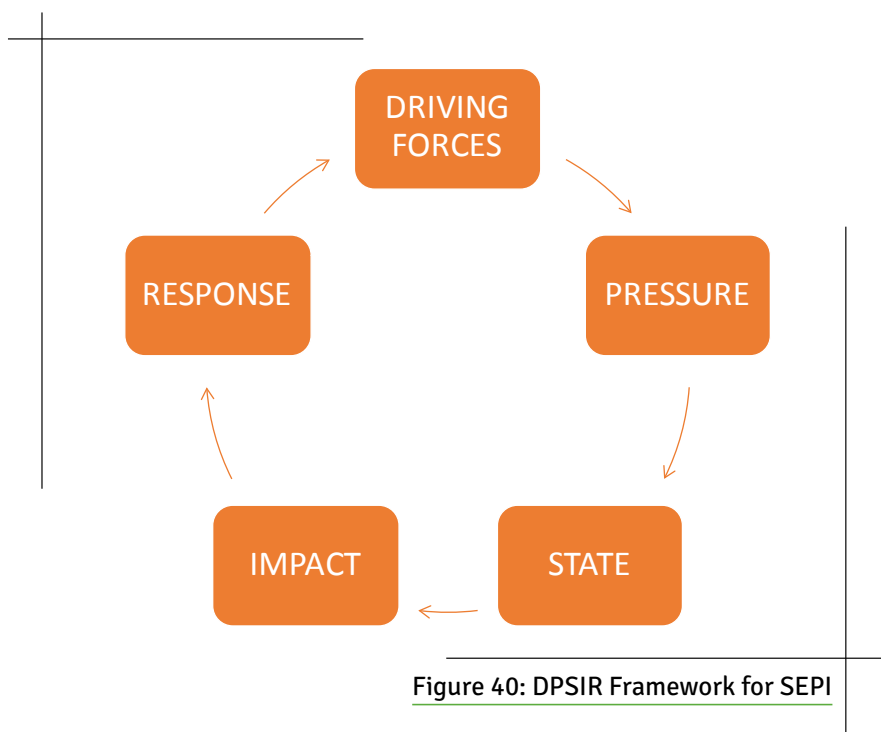 DRIVING
FORCES
PRESSURE
STATE
IMPACT
RESPONSE
Figure 40: DPSIR Framework for SEPI